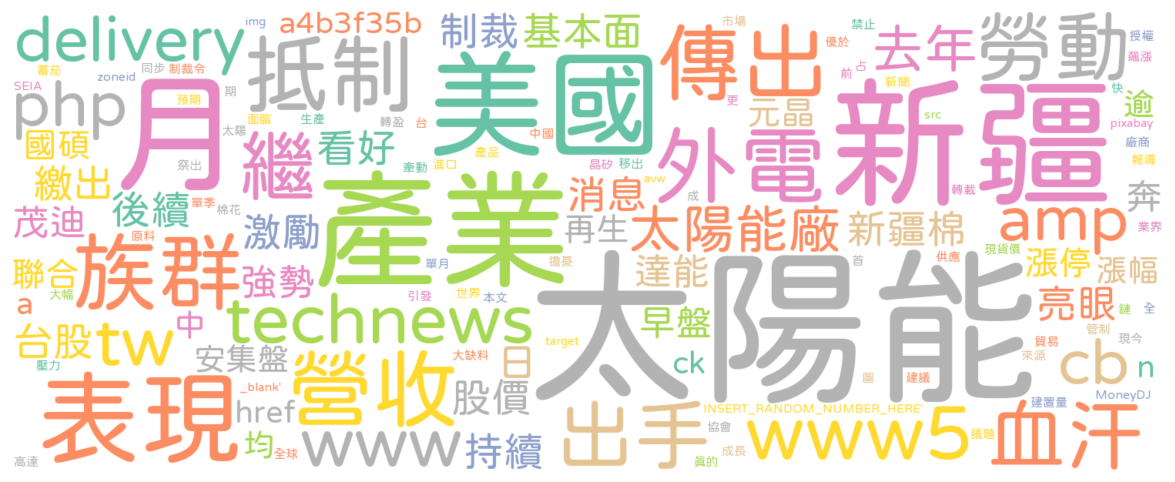 delivery
a4b3f35b
制裁
基本面
市場
img
蕃茄
zoneid
同步
制裁令
SEIA
php
預期
期
太陽
面臨
生產
月
抵制
轉盈
台
美國
傳出
優於
禁止
去年
勞動
授權
飆漲
前
占
新聞
元晶
更
src
新疆
快
逾
pixabay
廠商
報導
國碩
繳出
祭出
繼
看好
牽動
進口
產品
中國
晶矽
移出
avw
外電
成
轉載
奔
業界
茂迪
後續
單季
棉花
激勵
產業
消息
再生
太陽能廠
新疆棉
amp
原料
族群
聯合
大幅
強勢
單月
引發
世界
本文
擔憂
達能
首
供應
現貨價
漲停
漲幅
a
台股
tw
中
technews
早盤
太陽能
亮眼
鏈
全
管制
壓力
安集盤
日
大缺料
target
ck
貿易
來源
現今
cb
n
表現
_blank'
href
營收
股價
圖
建議
建置量
MoneyDJ
均
全球
www
持續
出手
INSERT_RANDOM_NUMBER_HERE'
協會
成長
真的
www5
議題
血汗
高達